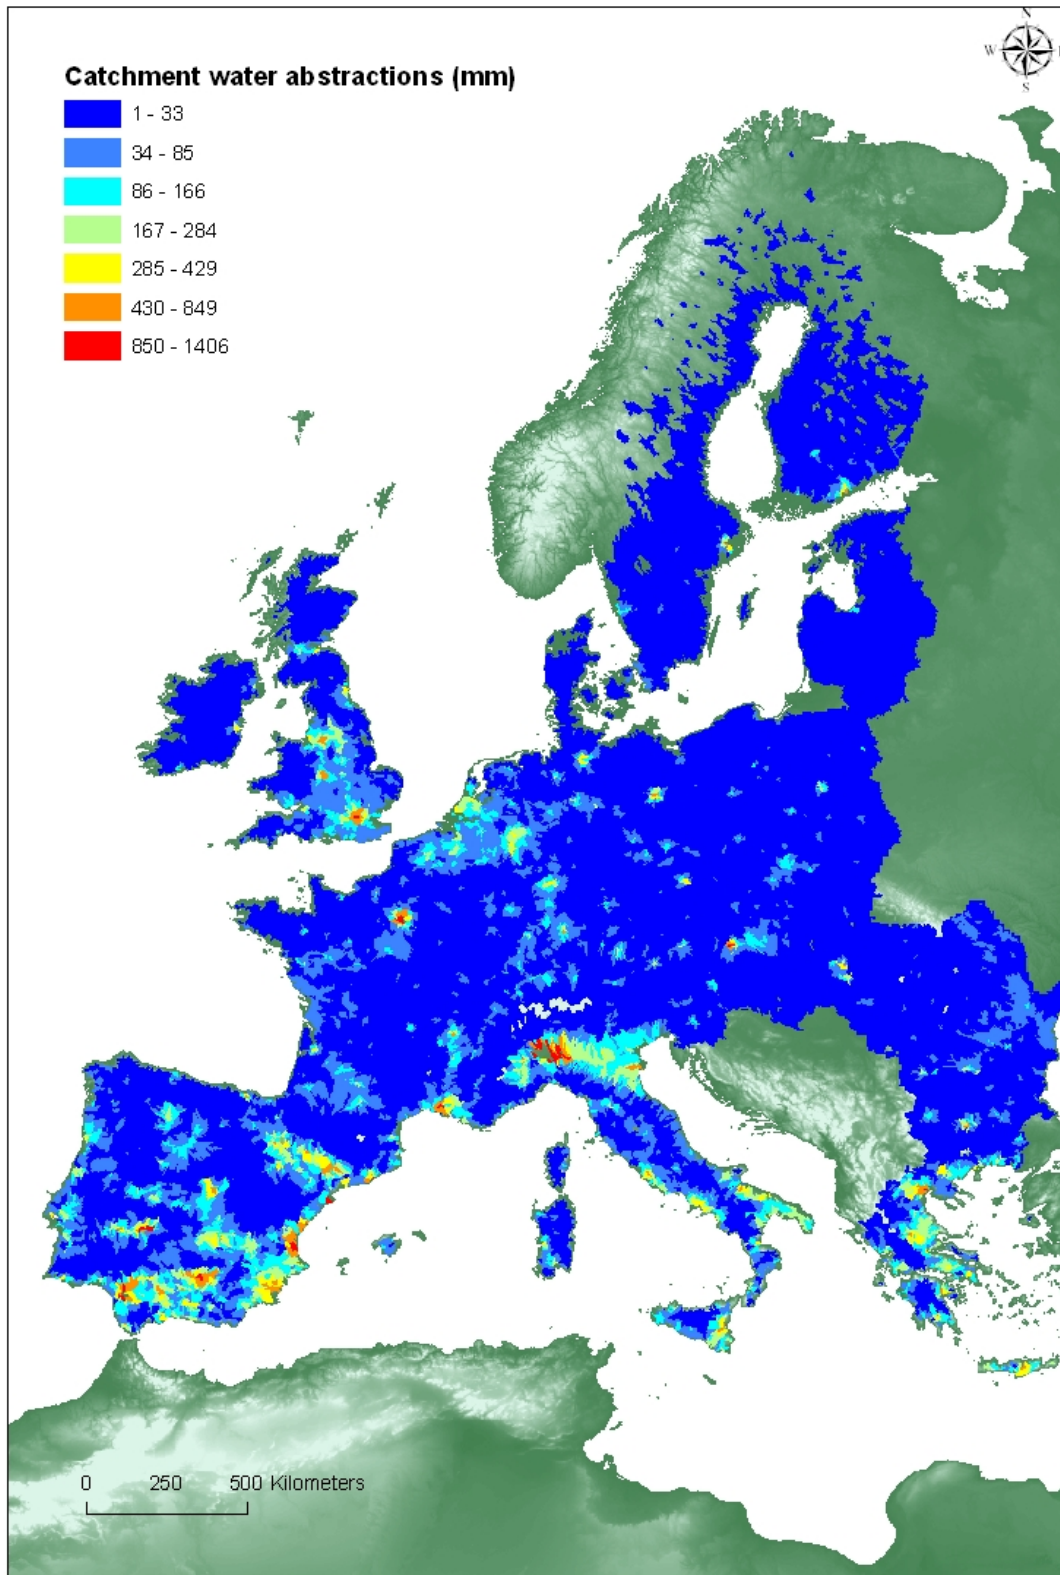 N
W
S
Catchment water abstractions (mm)
1 - 33
34 - 85
86 - 166
167 - 284
285 - 429
430 - 849
850 - 1406
0 250 500 Kilometers